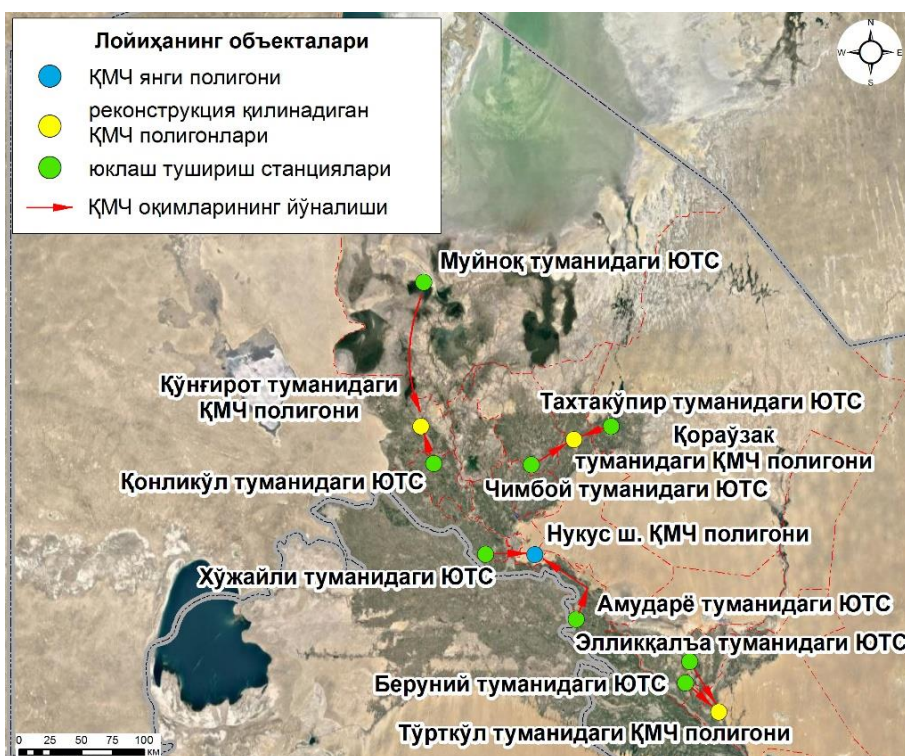 Лойиҳанинг объекталари
ҚМЧ янги полигони
реконструкция қилинадиган
ҚМЧ полигонлари
юклаш тушириш станциялари
ҚМЧ оқимларининг йўналиши
N
W
E
S
Муйноқ туманидаги ЮТС
Қўнғирот туманидаги
ҚМЧ полигони
Тахтакўпир туманидаги ЮТС
Қораўзак
туманидаги ҚМЧ полигони
Қонликўл туманидаги ЮТС
Чимбой туманидаги ЮТС
Нукус ш. ҚМЧ полигони
Хўжайли туманидаги ЮТС
Амударё туманидаги ЮТС
Элликқалъа туманидаги ЮТС
Беруний туманидаги ЮТС
Тўрткўл туманидаги ҚМЧ полигони
0 25 50 75 100
КМ